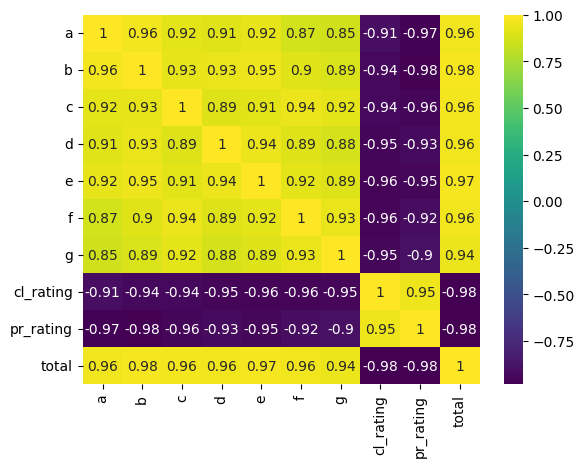 a 1 0.96 0.92 0.91 0.92 0.87 0.85 -0.91 -0.97 0.96
b 0.96 1 0.93 0.93 0.95 0.9 0.89 -0.94 -0.98 0.98
c 0.92 0.93 1 0.89 0.91 0.94 0.92 -0.94 -0.96 0.96
d 0.91 0.93 0.89 1 0.94 0.89 0.88 -0.95 -0.93 0.96
e 0.92 0.95 0.91 0.94 1 0.92 0.89 -0.96 -0.95 0.97
f 0.87 0.9 0.94 0.89 0.92 1 0.93 -0.96 -0.92 0.96
g 0.85 0.89 0.92 0.88 0.89 0.93 1 -0.95 -0.9 0.94
cl_rating -0.91 -0.94 -0.94 -0.95 -0.96 -0.96 -0.95 1 0.95 -0.98
pr_rating -0.97 -0.98 -0.96 -0.93 -0.95 -0.92 -0.9 0.95 1 -0.98
total 0.96 0.98 0.96 0.96 0.97 0.96 0.94 -0.98 -0.98 1
a b c d e f g cl_rating pr_rating total
1.00
0.75
0.50
0.25
0.00
−0.25
−0.50
−0.75